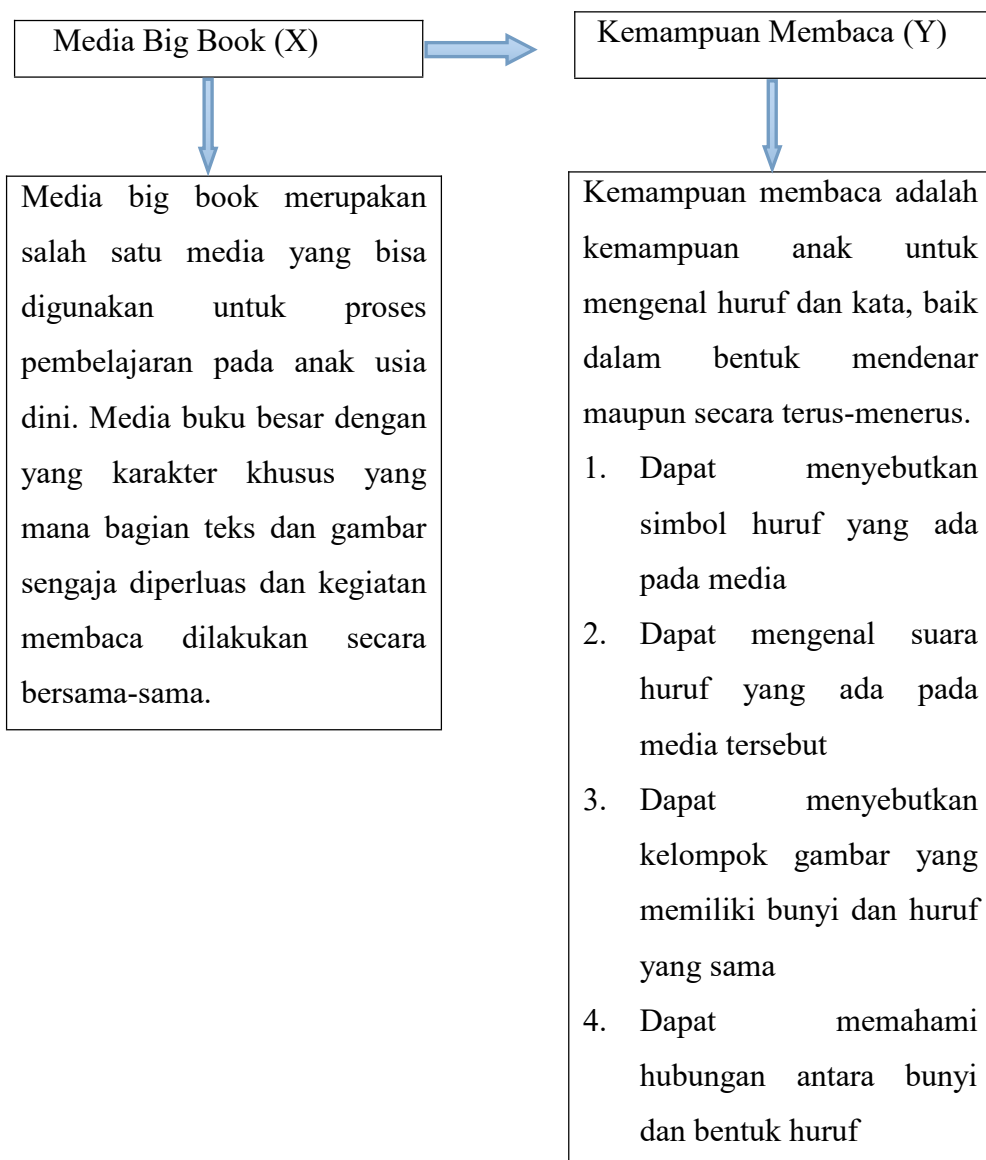 Media Big Book (X)
Kemampuan Membaca (Y)
Media big book merupakan
salah satu media yang bisa
digunakan untuk proses
pembelajaran pada anak usia
dini. Media buku besar dengan
yang karakter khusus yang
mana bagian teks dan gambar
sengaja diperluas dan kegiatan
membaca dilakukan secara
bersama-sama.
Kemampuan membaca adalah
kemampuan anak untuk
mengenal huruf dan kata, baik
dalam bentuk mendenar
maupun secara terus-menerus.
1. Dapat menyebutkan
simbol huruf yang ada
pada media
2. Dapat mengenal suara
huruf yang ada pada
media tersebut
3. Dapat menyebutkan
kelompok gambar yang
memiliki bunyi dan huruf
yang sama
4. Dapat memahami
hubungan antara bunyi
dan bentuk huruf